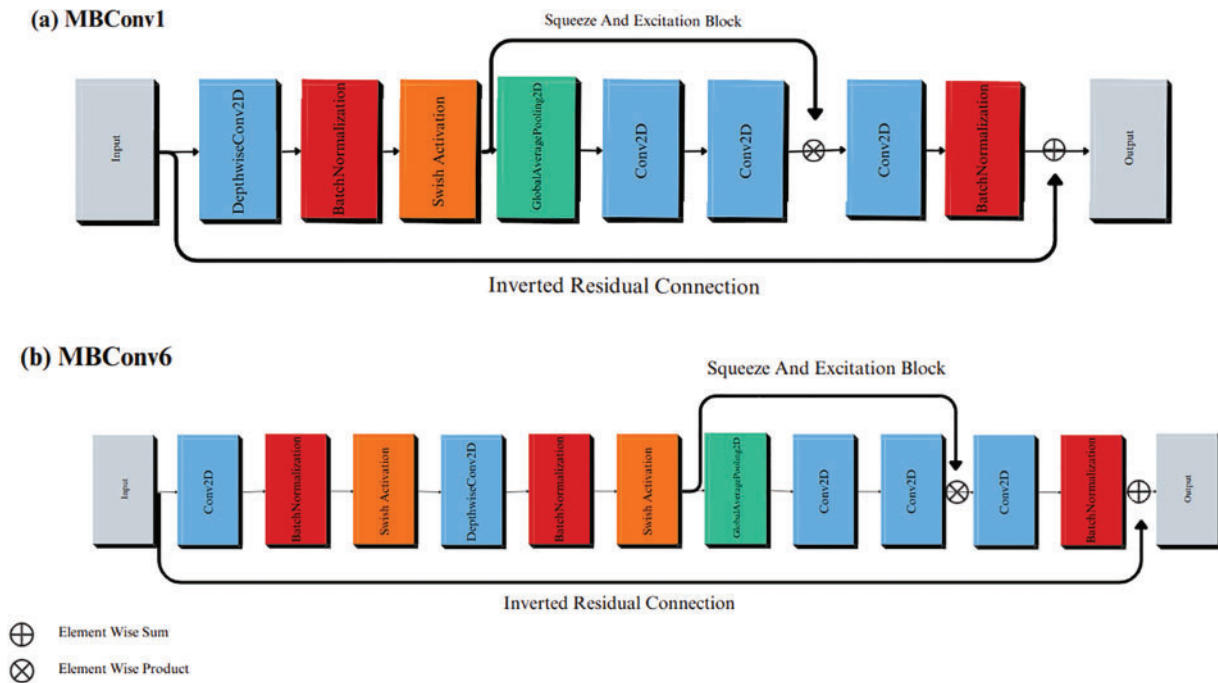 (a) MBConv1
Squeeze And Excitation Block
Input
DepthwiseConv2D
BatchNormalization
Swish Activation
GlobalAveragePooling2D
Conv2D
Conv2D
Conv2D
BatchNormalization
Output
Inverted Residual Connection
(b) MBConv6
Squeeze And Excitation Block
Input
Conv2D
BatchNormalization
Swish Activation
DepthwiseConv2D
BatchNormalization
Swish Activation
GlobalAveragePooling2D
Conv2D
Conv2D
Conv2D
BatchNormalization
Output
Inverted Residual Connection
Element Wise Sum
Element Wise Product